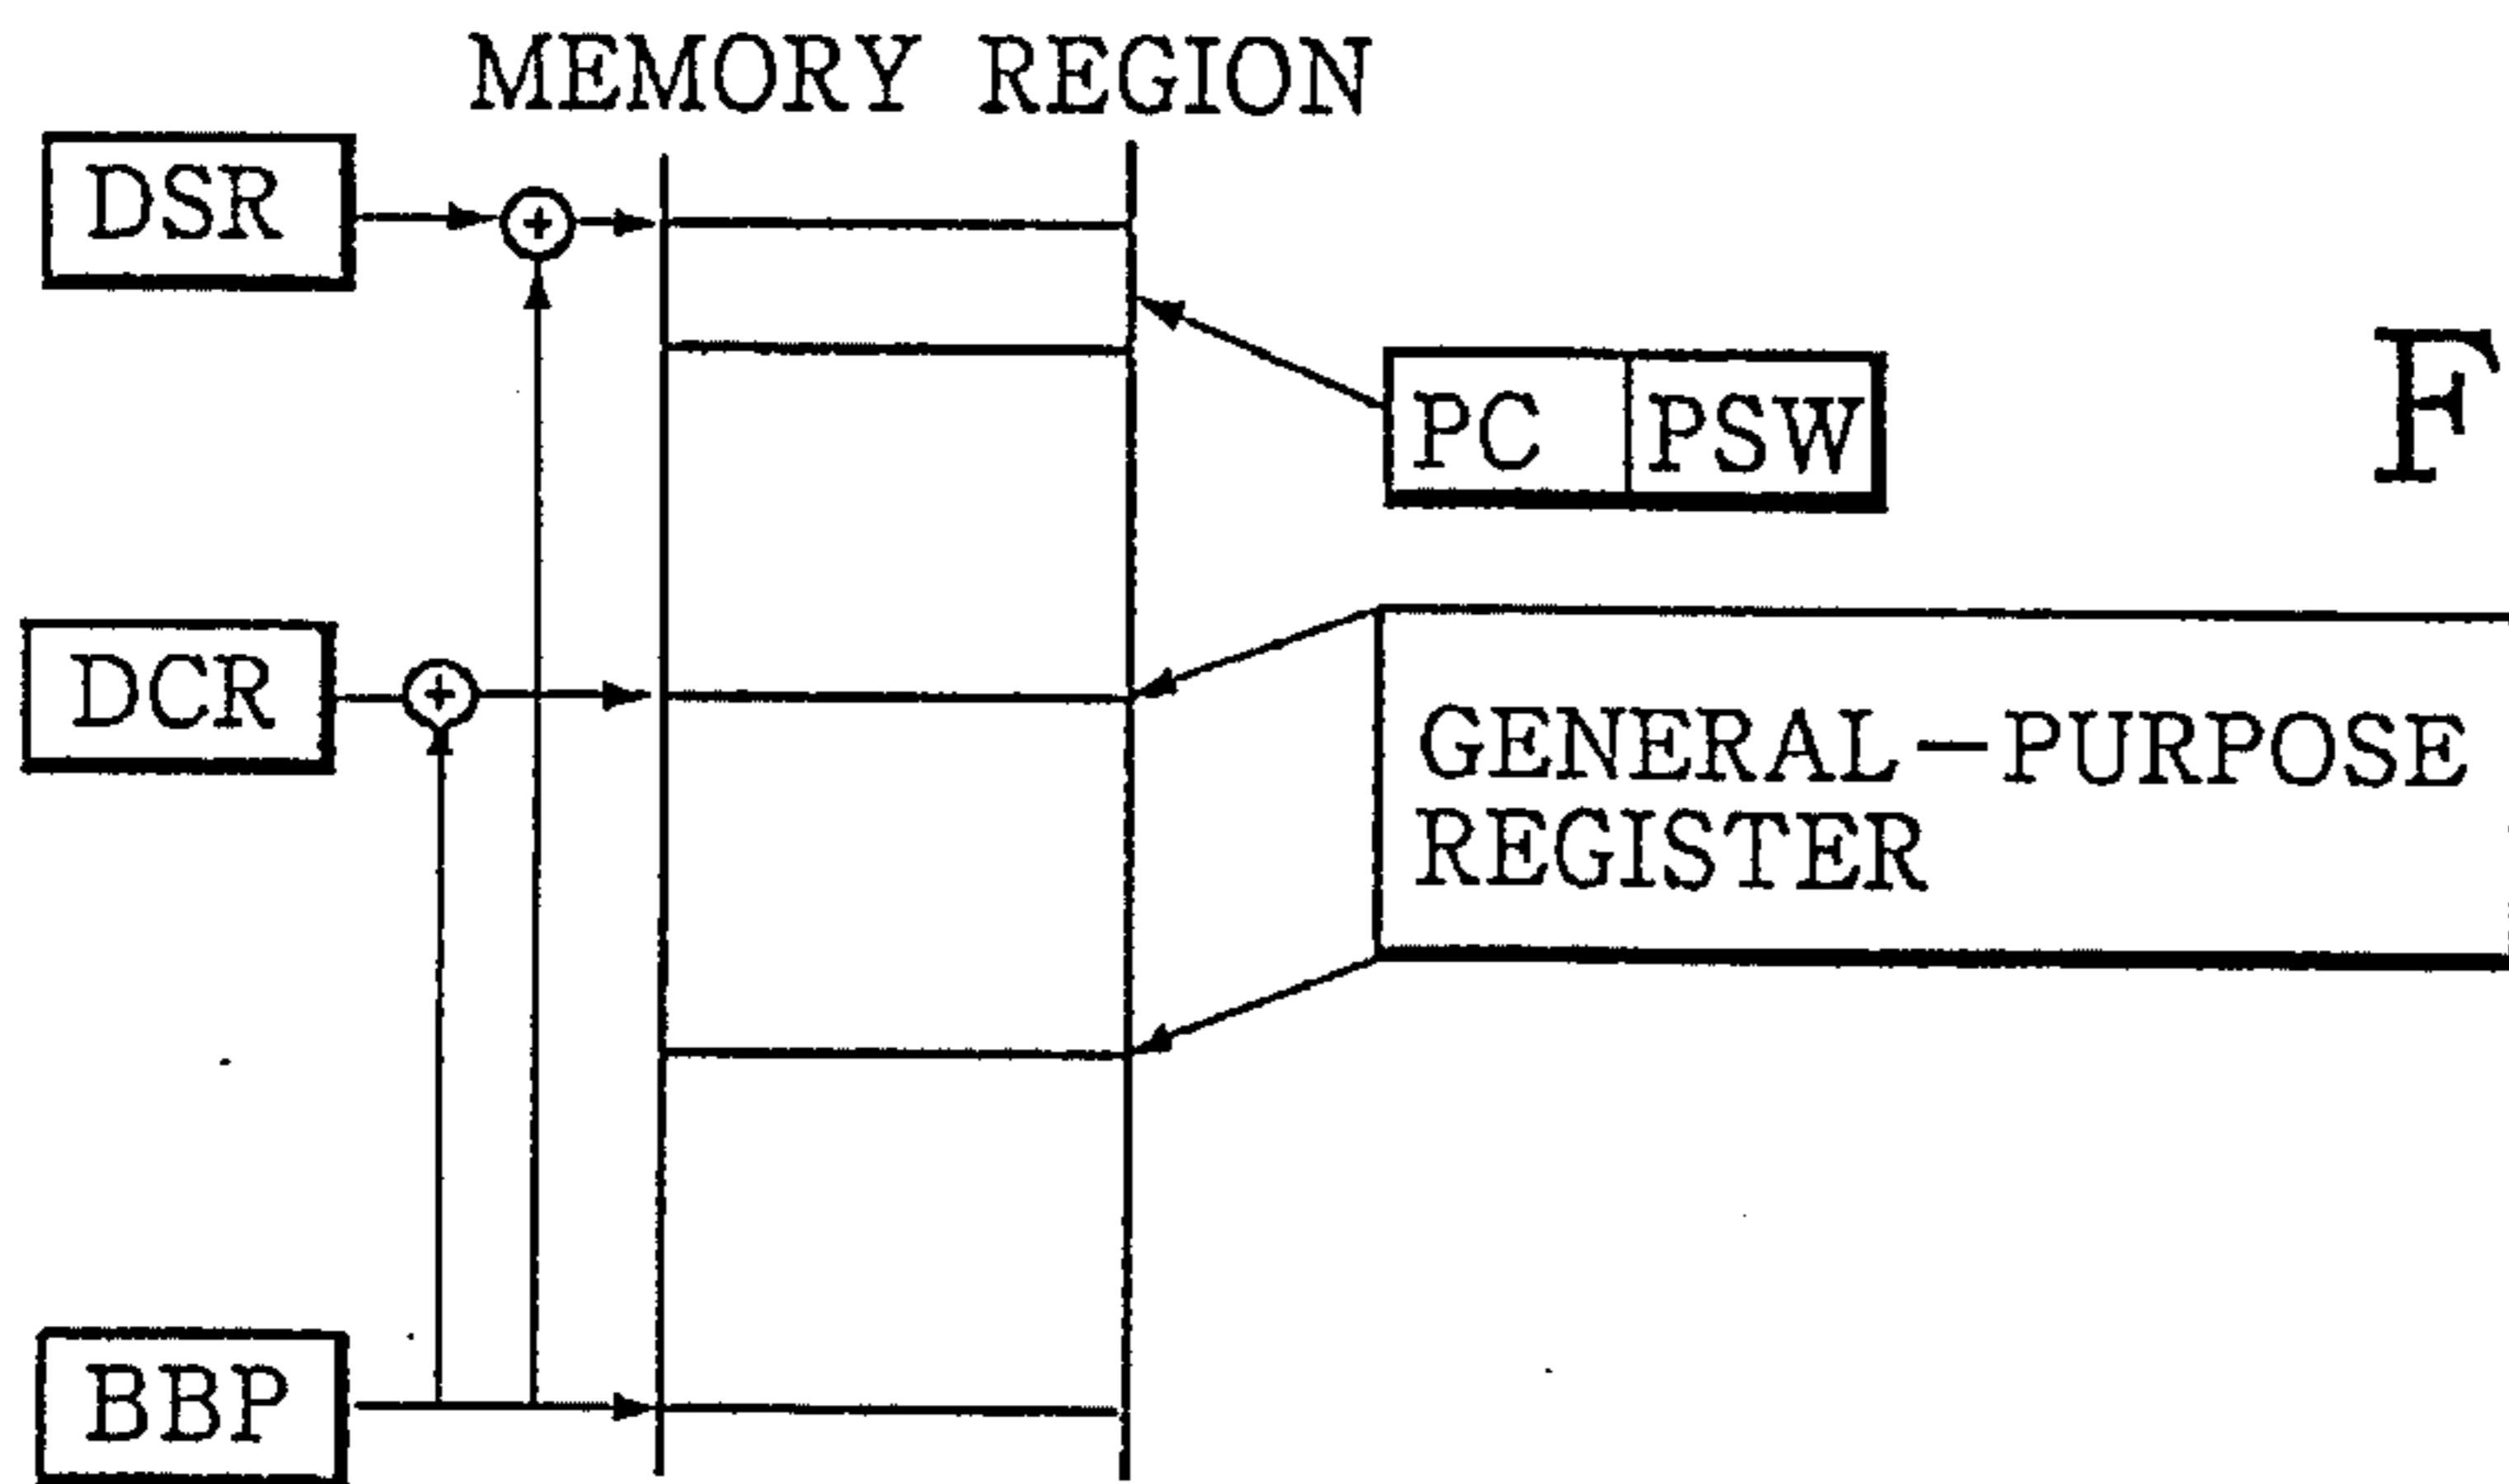 MEMORY REGION
DSR
PC PSW
F
DCR
GENERAL-PURPOSE
REGISTER
BBP